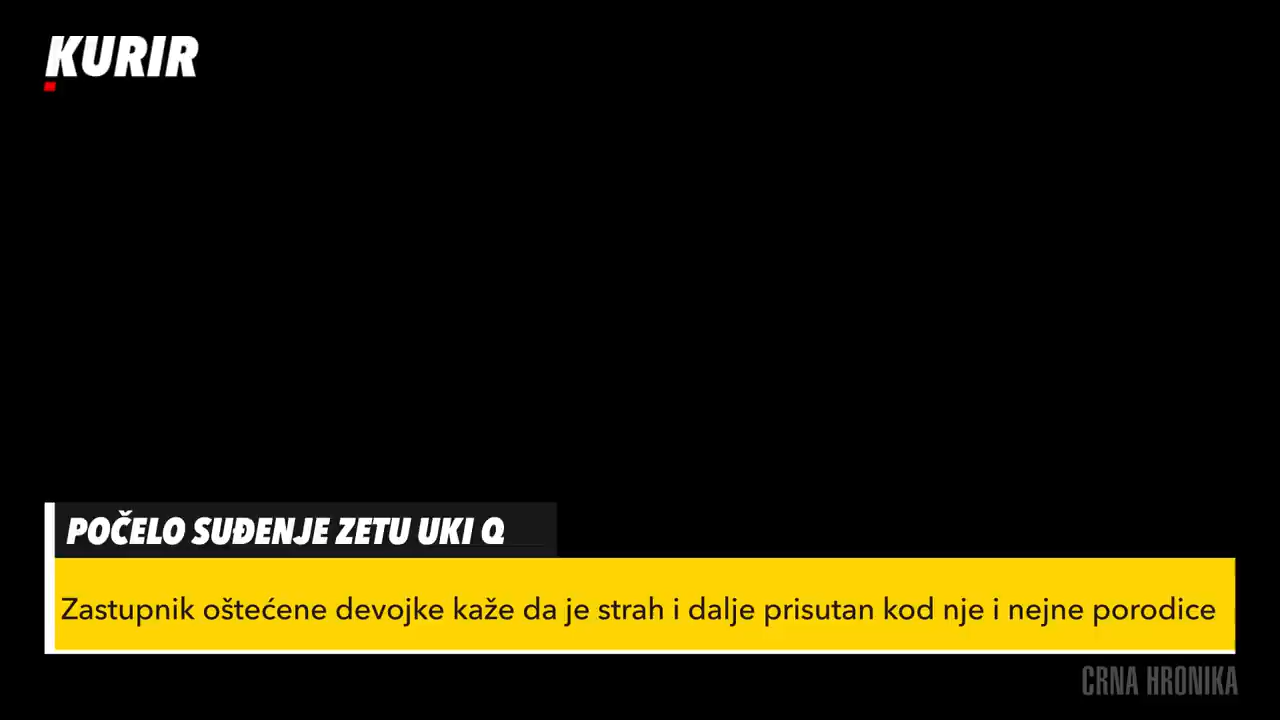 KURIR
POČELO SUĐENJE ZETU UKI Q
Zastupnik oštećene devojke kaže da je strah i dalje prisutan kod nje i nejne porodice
CRNA HRONIKA